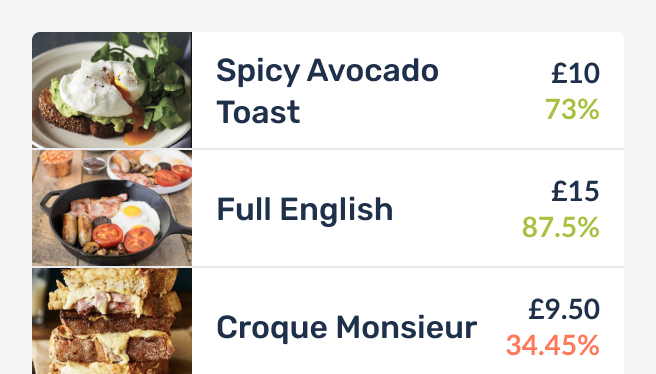 Spicy Avocado
Toast
£10
73%
Full English
£15
87.5%
Croque Monsieur
£9.50
34.45%